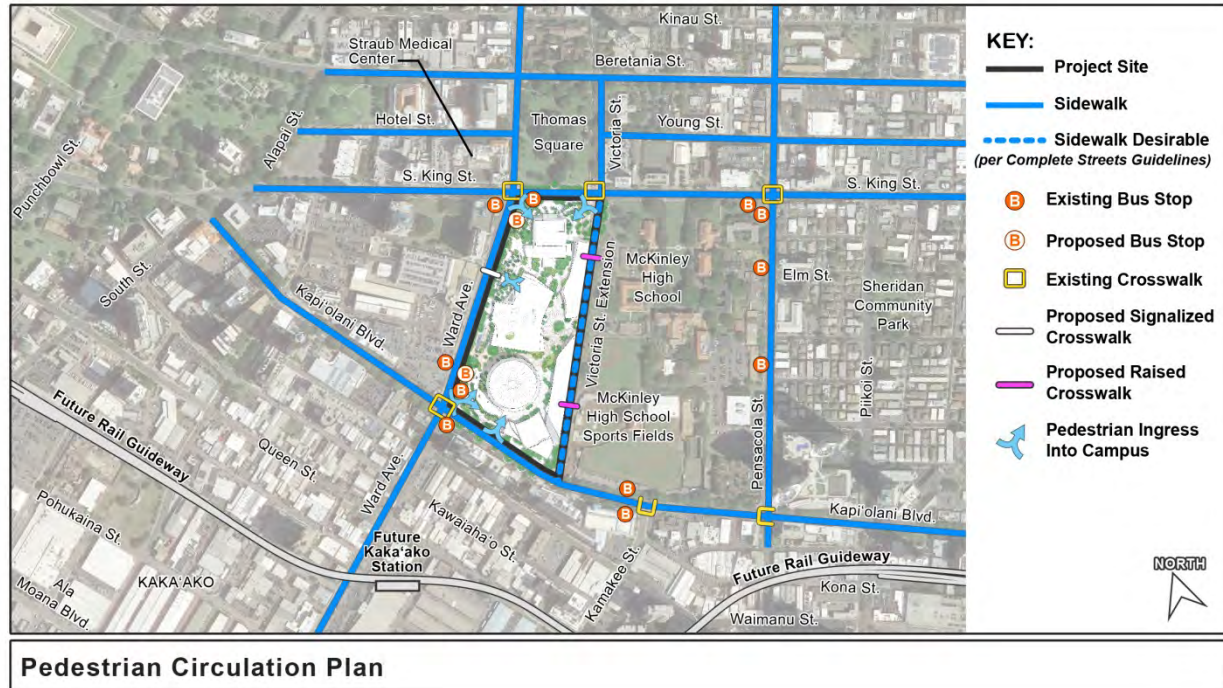 Kinau St.
Straub Medical
Center
Beretania St.
Alapai St.
Hotel St.
Thomas
Square
Victoria St.
Young St.
Punchbowl St.
S. King St.
S. King St.
B
B
B
B
B
McKinley
High
School
B
Elm St.
Sheridan
Community
Park
South St.
Kapi‘olani Blvd.
Ward Ave.
Victoria St. Extension
B
B
B
B
B
McKinley
High School
Sports Fields
Pensacola St.
Piikoi St.
Future Rail Guideway
Queen St.
Ward Ave.
Kawaiaha‘o St.
B
B
Kapi‘olani Blvd.
Kamakee St.
Pohukaina St.
Future
Kaka‘ako
Station
Future Rail Guideway
Ala
Moana Blvd.
KAKA‘AKO
Kona St.
Waimanu St.
KEY:
Project Site
Sidewalk
Sidewalk Desirable
(per Complete Streets Guidelines)
B Existing Bus Stop
B Proposed Bus Stop
Existing Crosswalk
Proposed Signalized
Crosswalk
Proposed Raised
Crosswalk
Pedestrian Ingress
Into Campus
NORTH
Pedestrian Circulation Plan